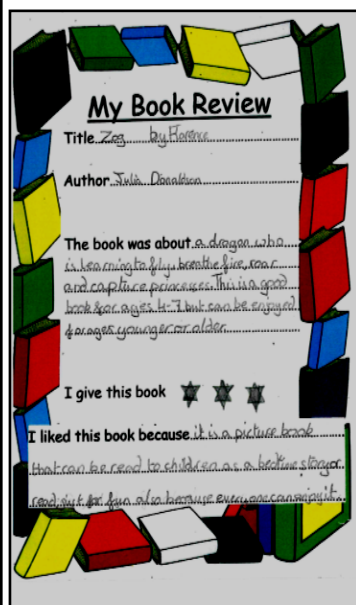 My Book Review
Title Zog by Florence
Author Julia Donaldson
The book was about a dragon who
is learning to fly, breathe fire, roar
and capture princesses. This is a good
book for ages 4-7 but can be enjoyed
for ages younger or older
I give this book
I liked this book because it is a picture book
that can be read to children as a bedtime story or
read just for fun also because everyone can enjoy it.